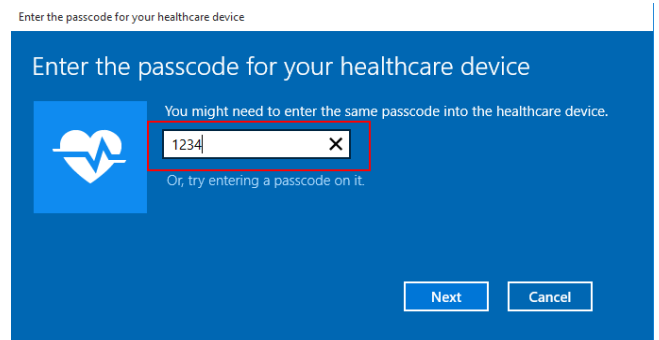 Enter the passcode for your healthcare device
Enter the passcode for your healthcare device
You might need to enter the same passcode into the healthcare device.
1234
Or, try entering a passcode on it.
Next Cancel